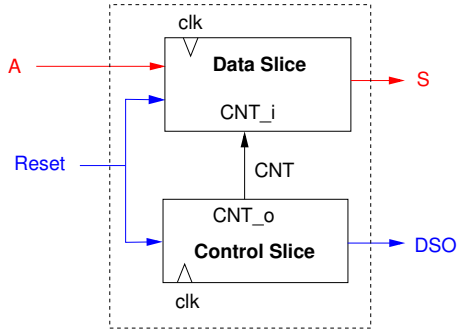 clk
A
Data Slice
S
CNT_i
Reset
CNT
CNT_o
DSO
Control Slice
clk